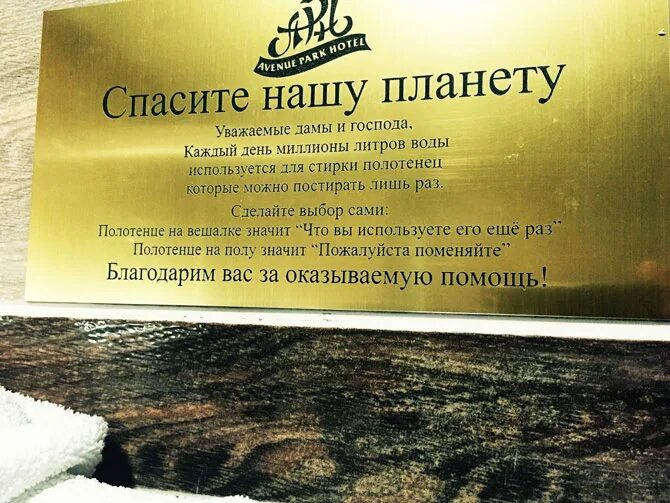 APH
AVENUE PARK HOTEL
Спасите нашу планету
Уважаемые дамы и господа,
Каждый день миллионы литров воды
используется для стирки полотенец
которые можно постирать лишь раз.
Сделайте выбор сами:
Полотенце на вешалке значит “Что вы используете его ещё раз”
Полотенце на полу значит “Пожалуйста поменяйте”
Благодарим вас за оказываемую помощь!